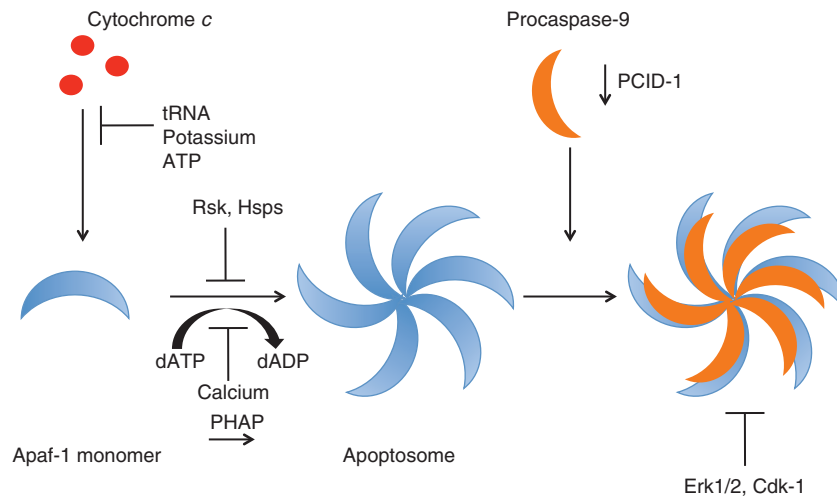 Cytochrome c
Procaspase-9
PCID-1
tRNA
Potassium
ATP
Rsk, Hsps
dATP
dADP
Calcium
PHAP
Apaf-1 monomer
Apoptosome
Erk1/2, Cdk-1